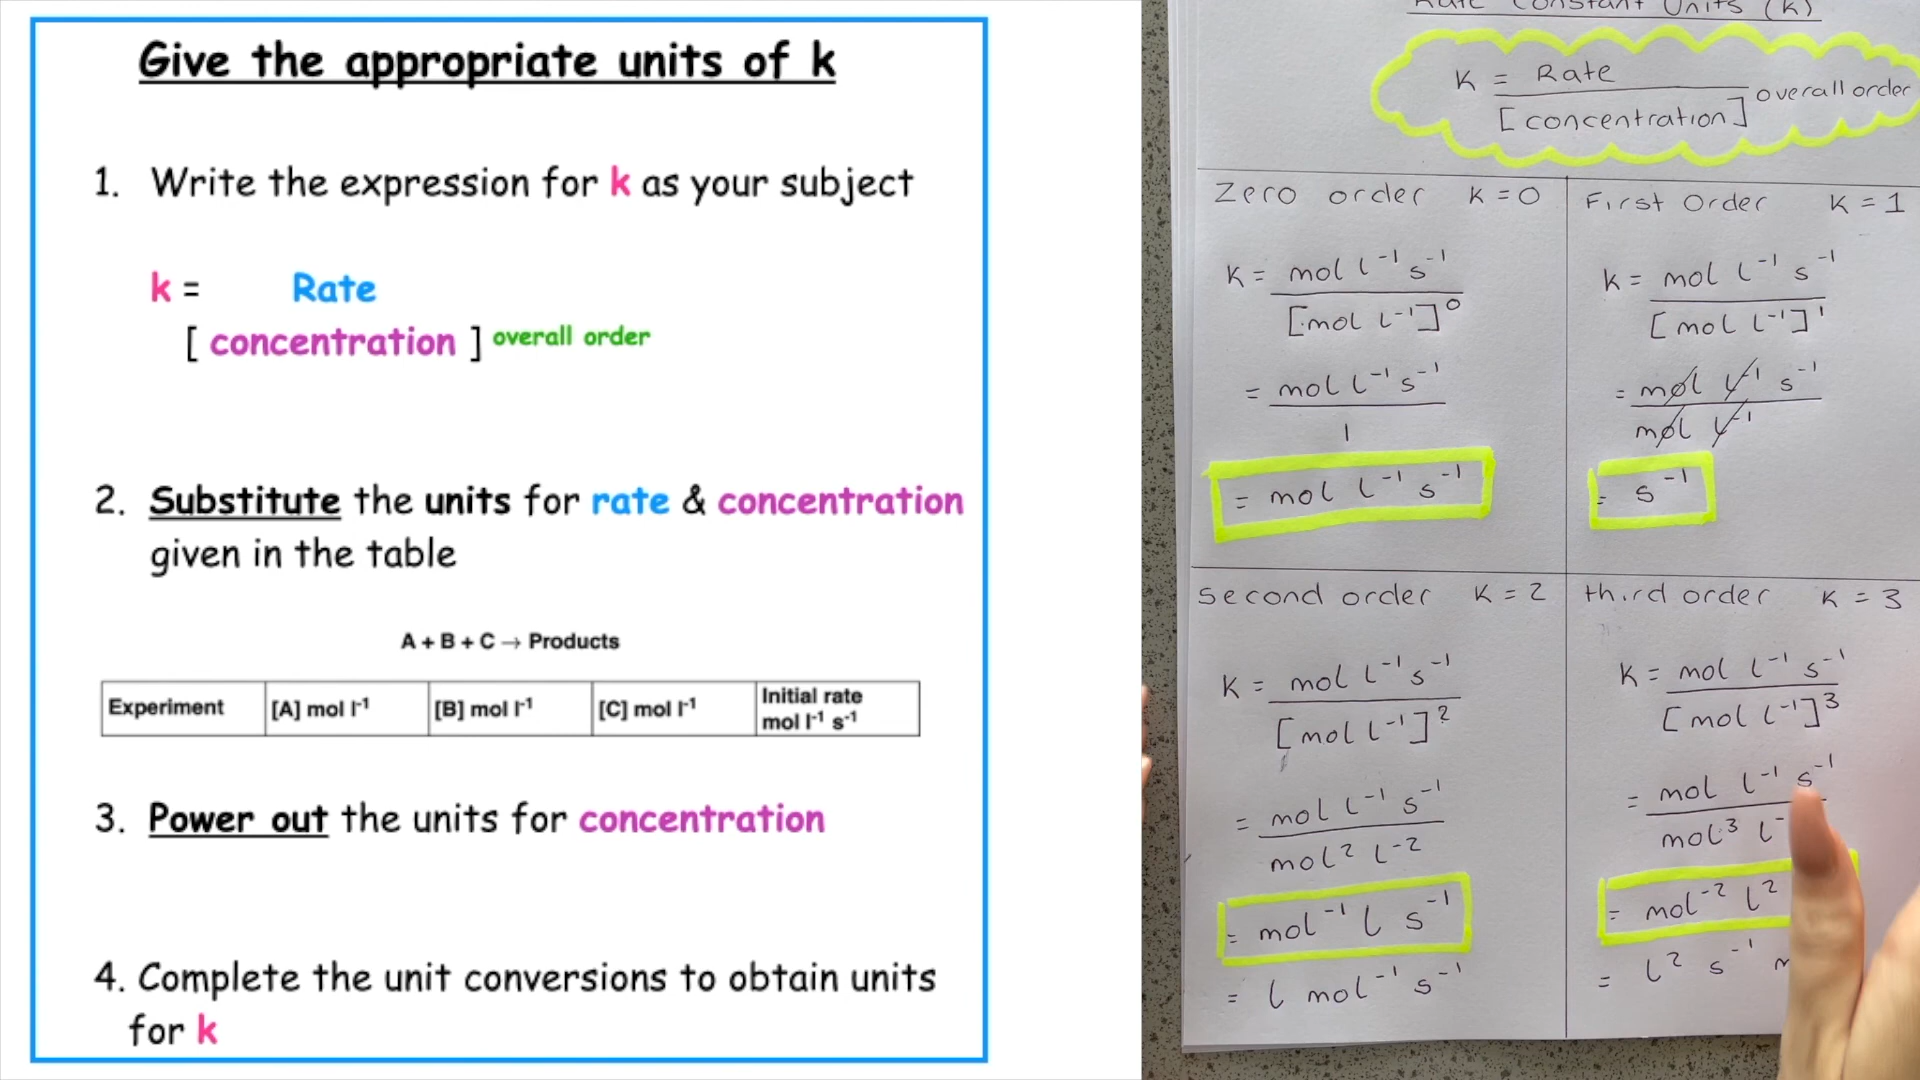 Give the appropriate units of k
1. Write the expression for k as your subject
k = Rate
[ concentration ] overall order
2. Substitute the units for rate & concentration
given in the table
A + B + C → Products
Experiment [A] mol l⁻¹ [B] mol l⁻¹ [C] mol l⁻¹ Initial rate
mol l⁻¹ s⁻¹
3. Power out the units for concentration
4. Complete the unit conversions to obtain units
for k
Rate Constant Units (K)
K = Rate
[concentration] overall order
Zero order K = 0
K = mol l⁻¹ s⁻¹
[mol l⁻¹]⁰
= mol l⁻¹ s⁻¹
1
= mol l⁻¹ s⁻¹
First Order K = 1
K = mol l⁻¹ s⁻¹
[mol l⁻¹]¹
= mol l⁻¹ s⁻¹
mol l⁻¹
= s⁻¹
second order K = 2
K = mol l⁻¹ s⁻¹
[mol l⁻¹]²
= mol l⁻¹ s⁻¹
mol² l⁻²
= mol⁻¹ l s⁻¹
= l mol⁻¹ s⁻¹
third order K = 3
K = mol l⁻¹ s⁻¹
[mol l⁻¹]³
= mol l⁻¹ s⁻¹
mol³ l⁻
= mol⁻² l²
= l² s⁻¹